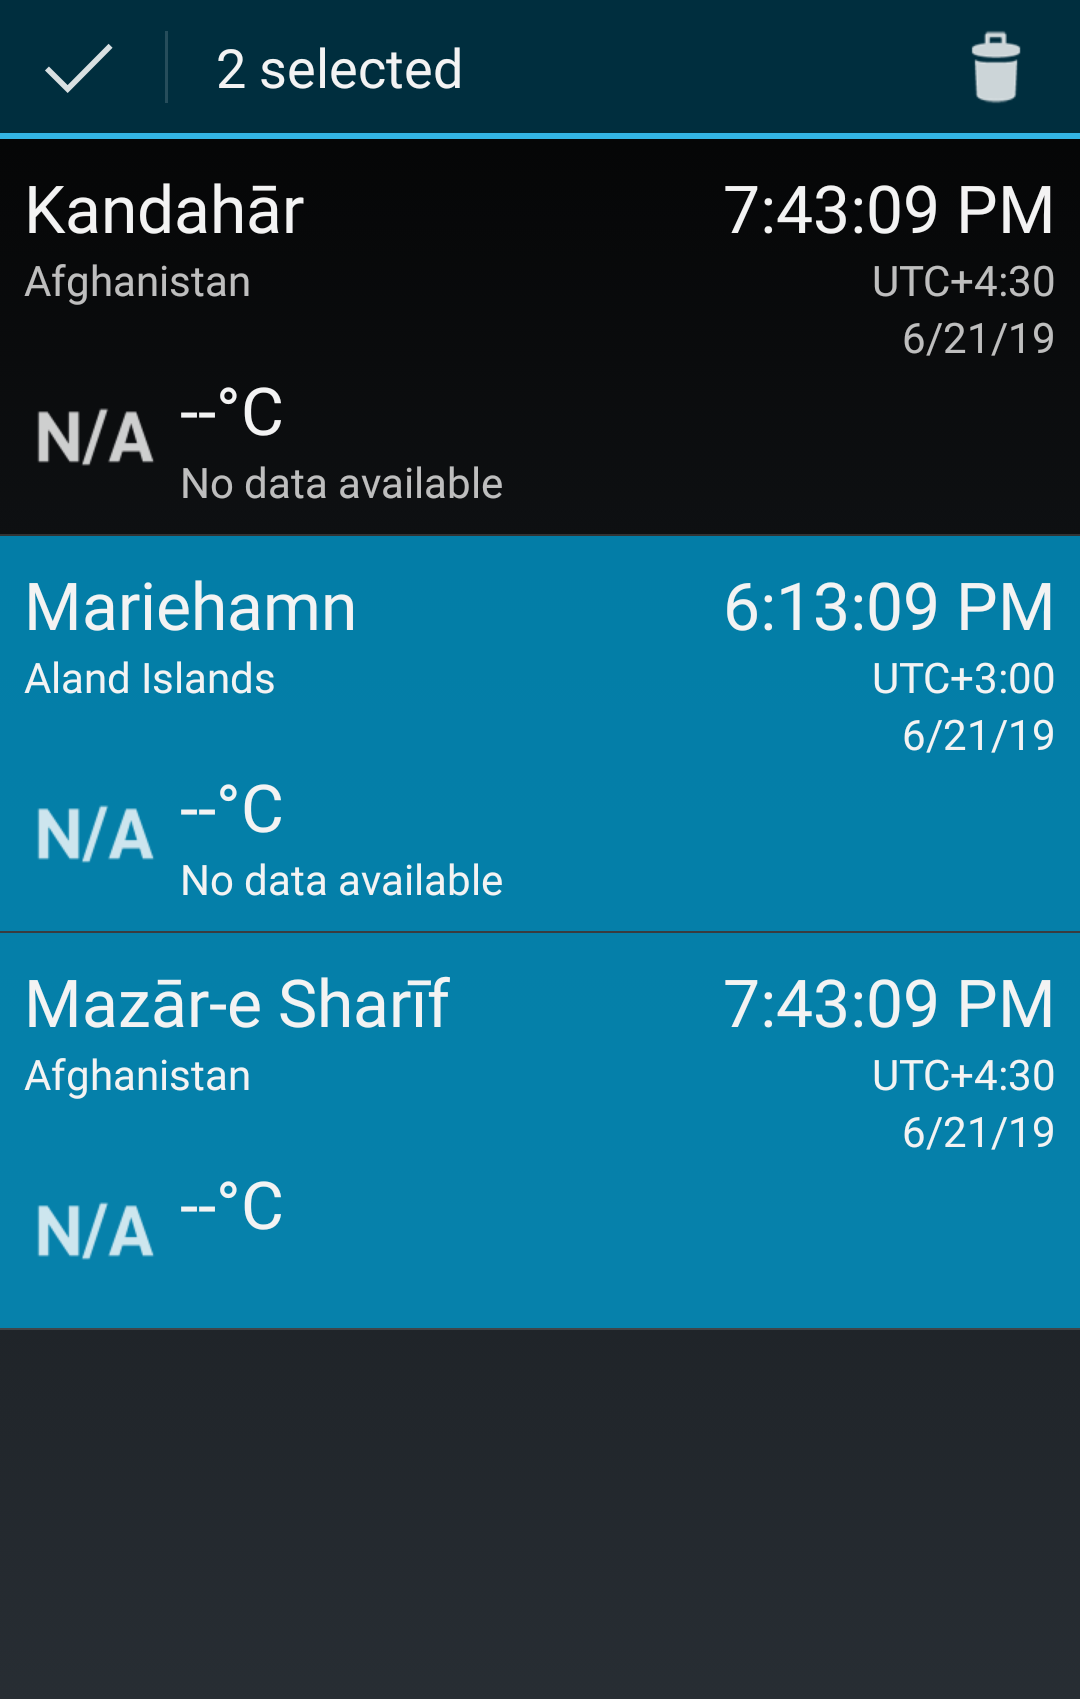 2 selected
Kandahār
7:43:09 PM
Afghanistan
UTC+4:30
6/21/19
N/A
--°C
No data available
Mariehamn
6:13:09 PM
Aland Islands
UTC+3:00
6/21/19
N/A
--°C
No data available
Mazār-e Sharīf
7:43:09 PM
Afghanistan
UTC+4:30
6/21/19
N/A
--°C